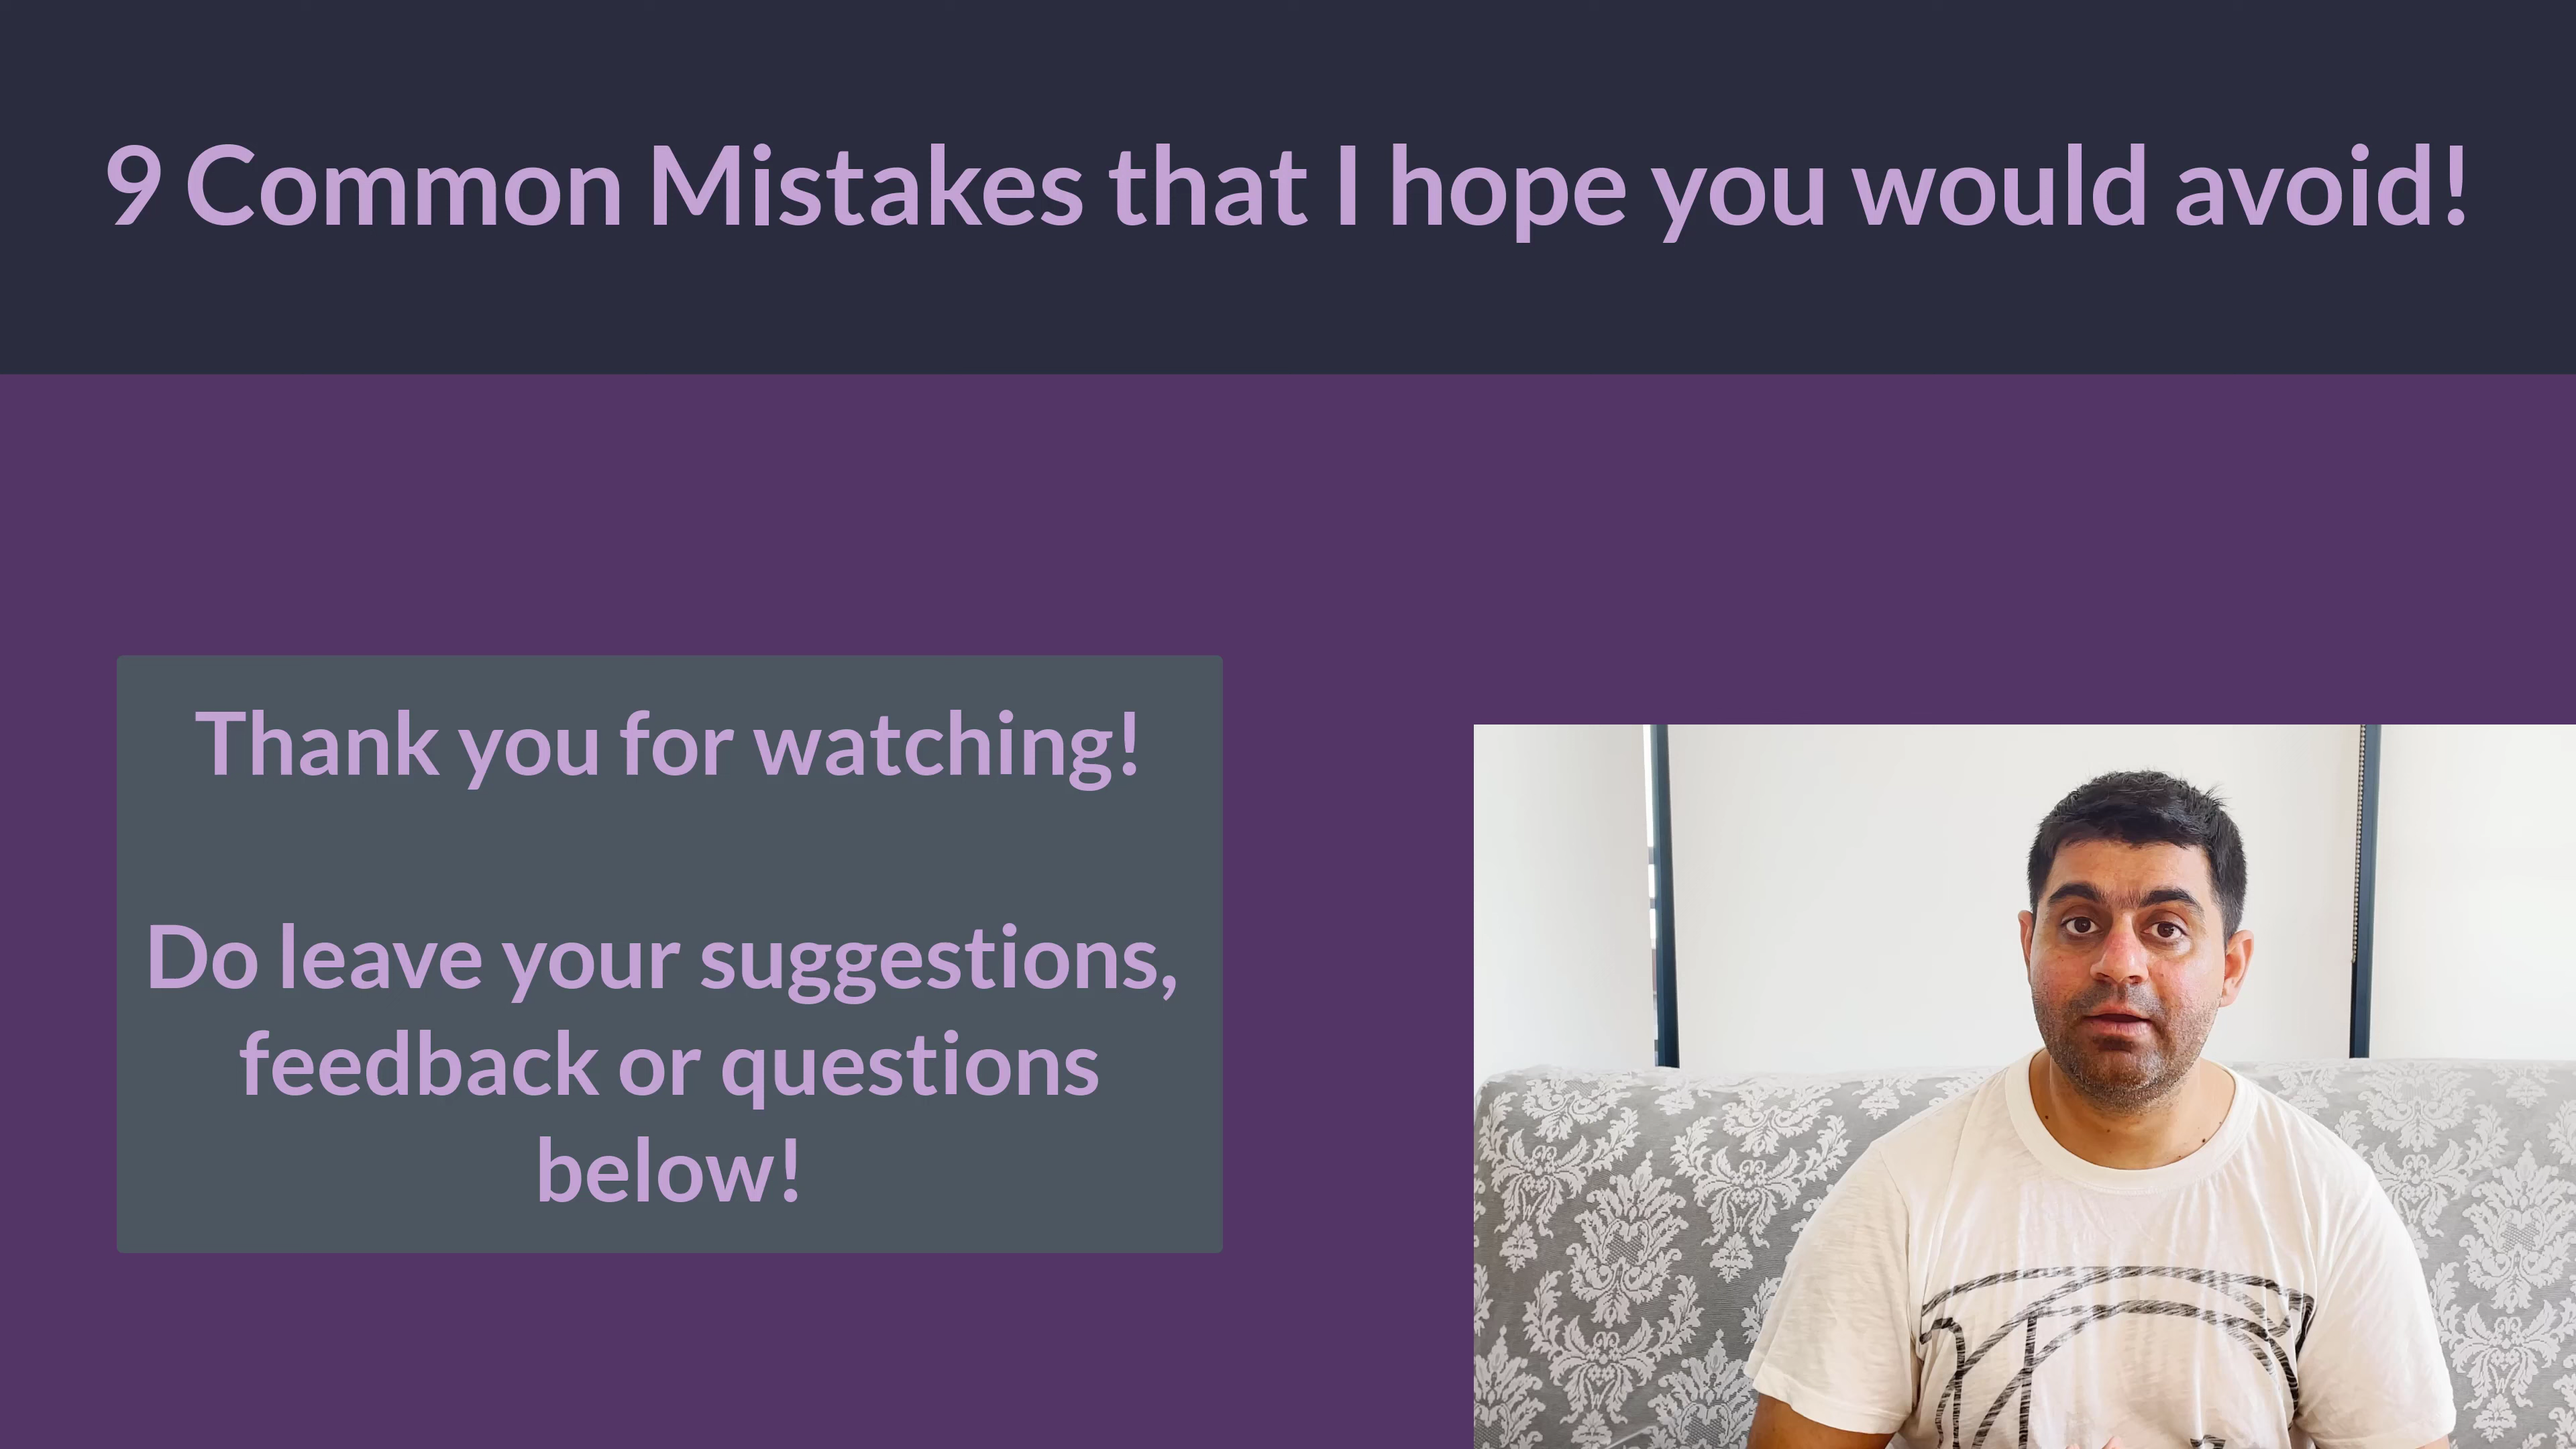 9 Common Mistakes that I hope you would avoid!
Thank you for watching!
Do leave your suggestions,
feedback or questions
below!